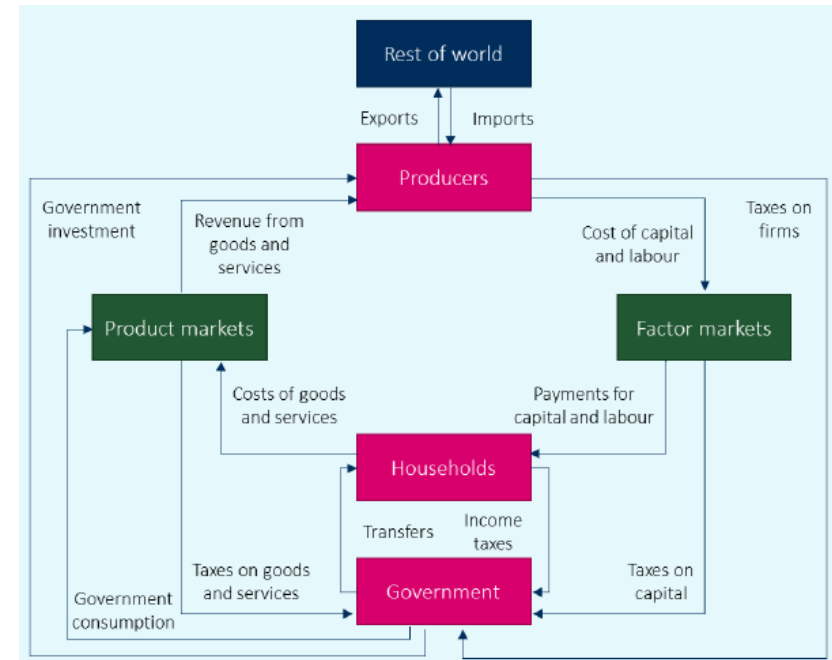 Rest of world
Exports
Imports
Producers
Government
investment
Revenue from
goods and
services
Cost of capital
and labour
Taxes on
firms
Product markets
Factor markets
Costs of goods
and services
Payments for
capital and labour
Households
Transfers
Income
taxes
Taxes on goods
and services
Government
consumption
Government
Taxes on
capital